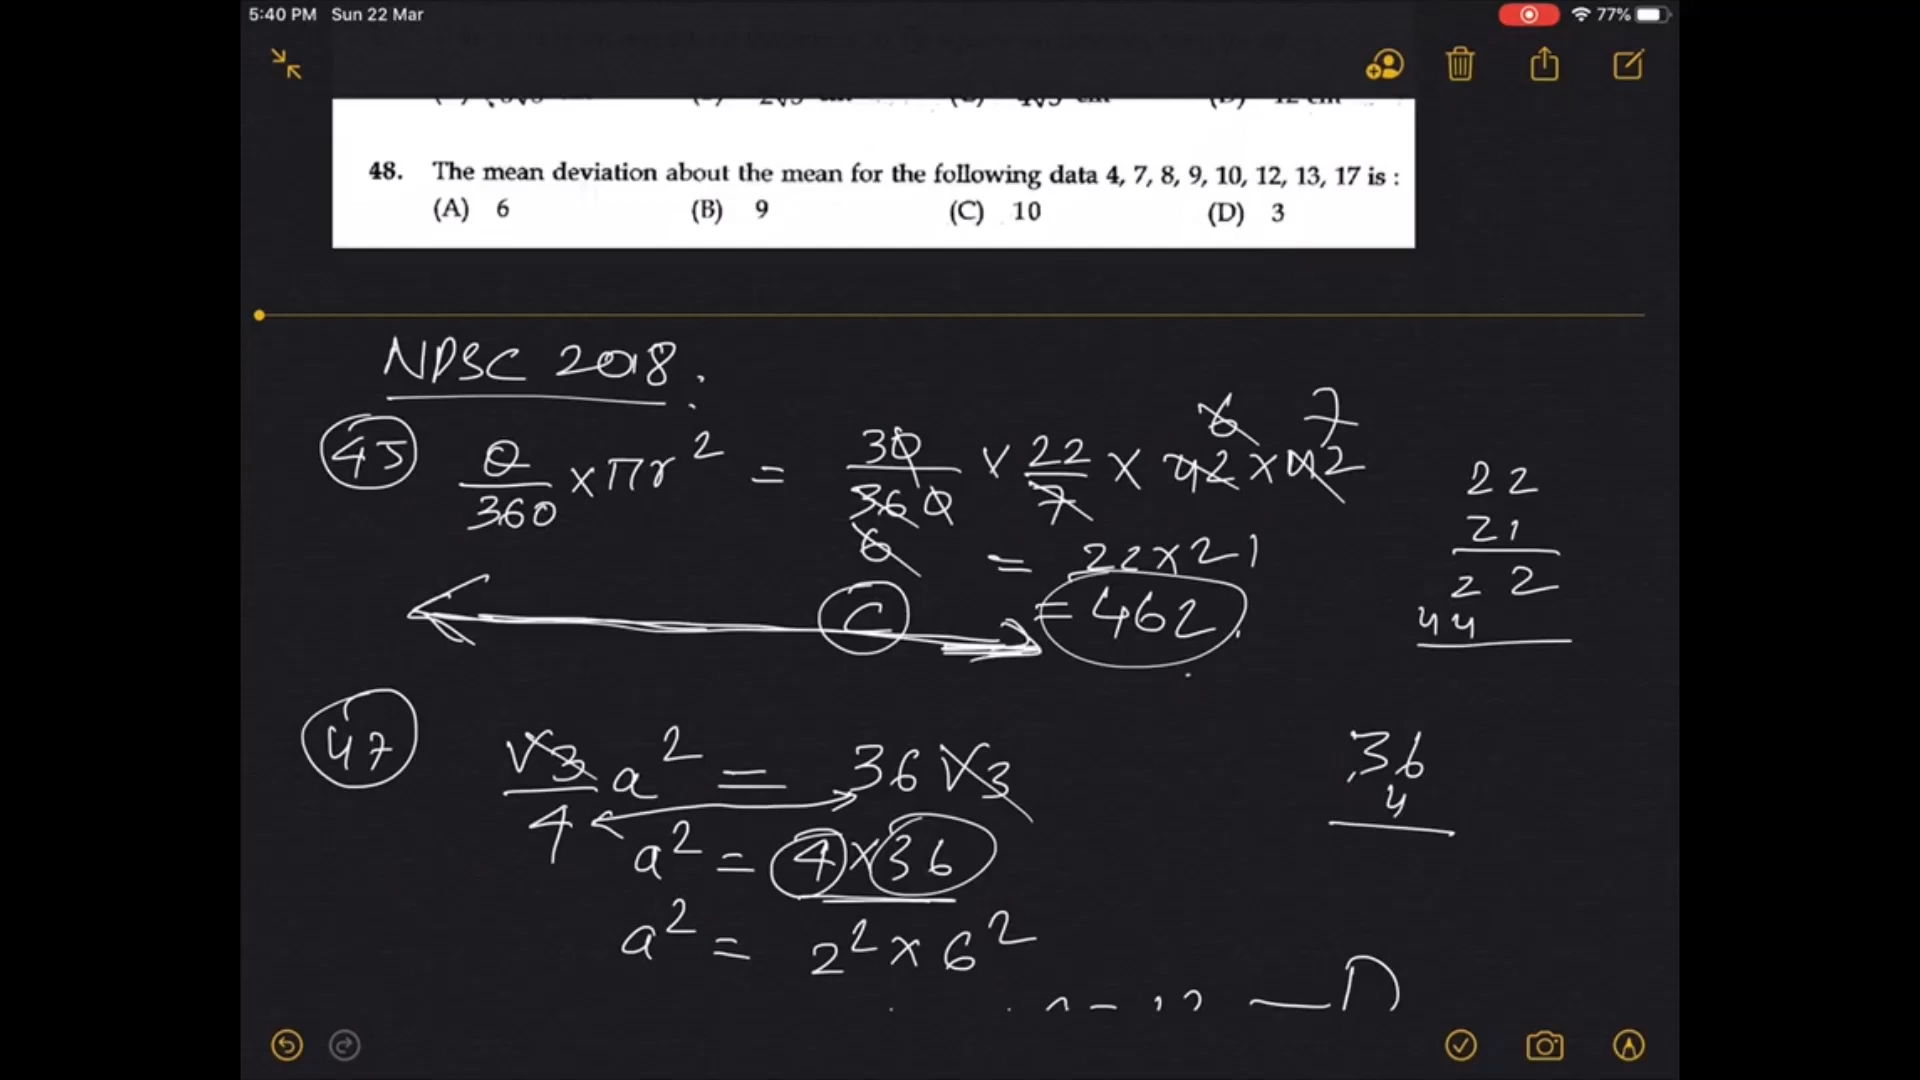 5:40 PM Sun 22 Mar
77%
48. The mean deviation about the mean for the following data 4, 7, 8, 9, 10, 12, 13, 17 is :
(A) 6 (B) 9 (C) 10 (D) 3
NPSC 2018.
45 θ/360 × πr² = 30/360 × 22/7 × 42 × 42
6 7
6
= 22×21
= 462.
C
22
21
22
44
47 √3/4 a² = 36√3
a² = 4×36
a² = 2² × 6²
36
4
— D